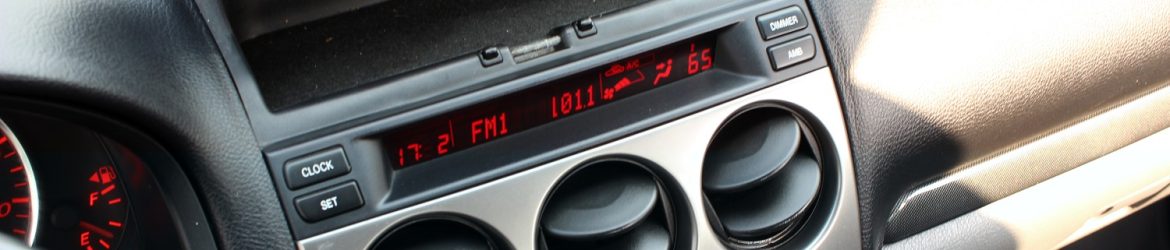 DIMMER
AMB
A/C
65
17: 2 FM1 101.1
CLOCK
SET
F
E